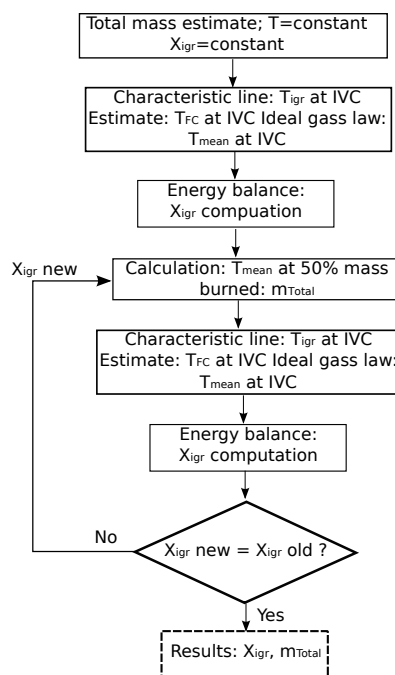 Total mass estimate; T=constant
Xigr=constant
Characteristic line: Tigr at IVC
Estimate: TFC at IVC Ideal gass law:
Tmean at IVC
Energy balance:
Xigr compuation
Xigr new
Calculation: Tmean at 50% mass
burned: mTotal
Characteristic line: Tigr at IVC
Estimate: TFC at IVC Ideal gass law:
Tmean at IVC
Energy balance:
Xigr computation
No
Xigr new = Xigr old ?
Yes
Results: Xigr, mTotal